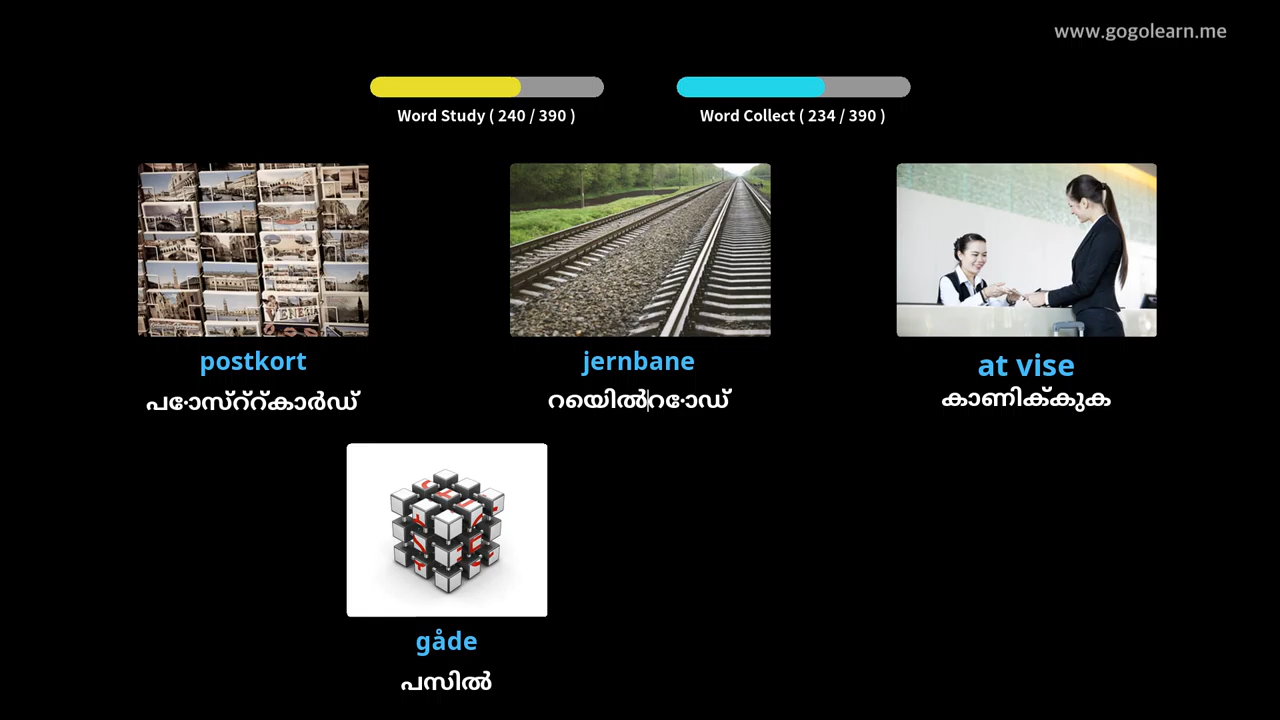 www.gogolearn.me
Word Study ( 240 / 390 )
Word Collect ( 234 / 390 )
postkort
jernbane
at vise
പോസ്റ്റ്കാർഡ്
റയിൽറോഡ്
കാണിക്കുക
gåde
പസിൽ